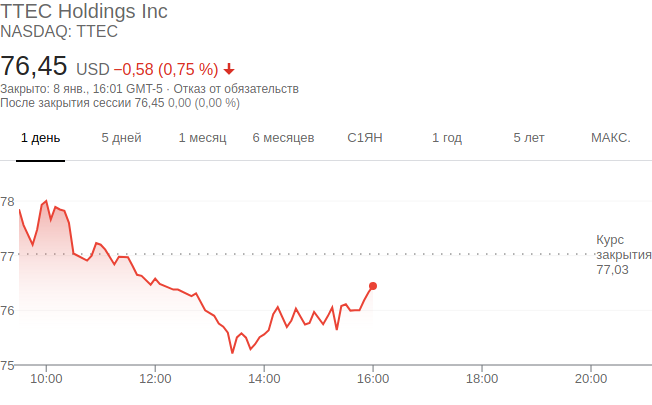 TTEC Holdings Inc
NASDAQ: TTEC
76,45 USD −0,58 (0,75 %)
Закрыто: 8 янв., 16:01 GMT-5 · Отказ от обязательств
После закрытия сессии 76,45 0,00 (0,00 %)
1 день 5 дней 1 месяц 6 месяцев С1ЯН 1 год 5 лет МАКС.
78
Курс
77 закрытия
77,03
76
75
10:00 12:00 14:00 16:00 18:00 20:00